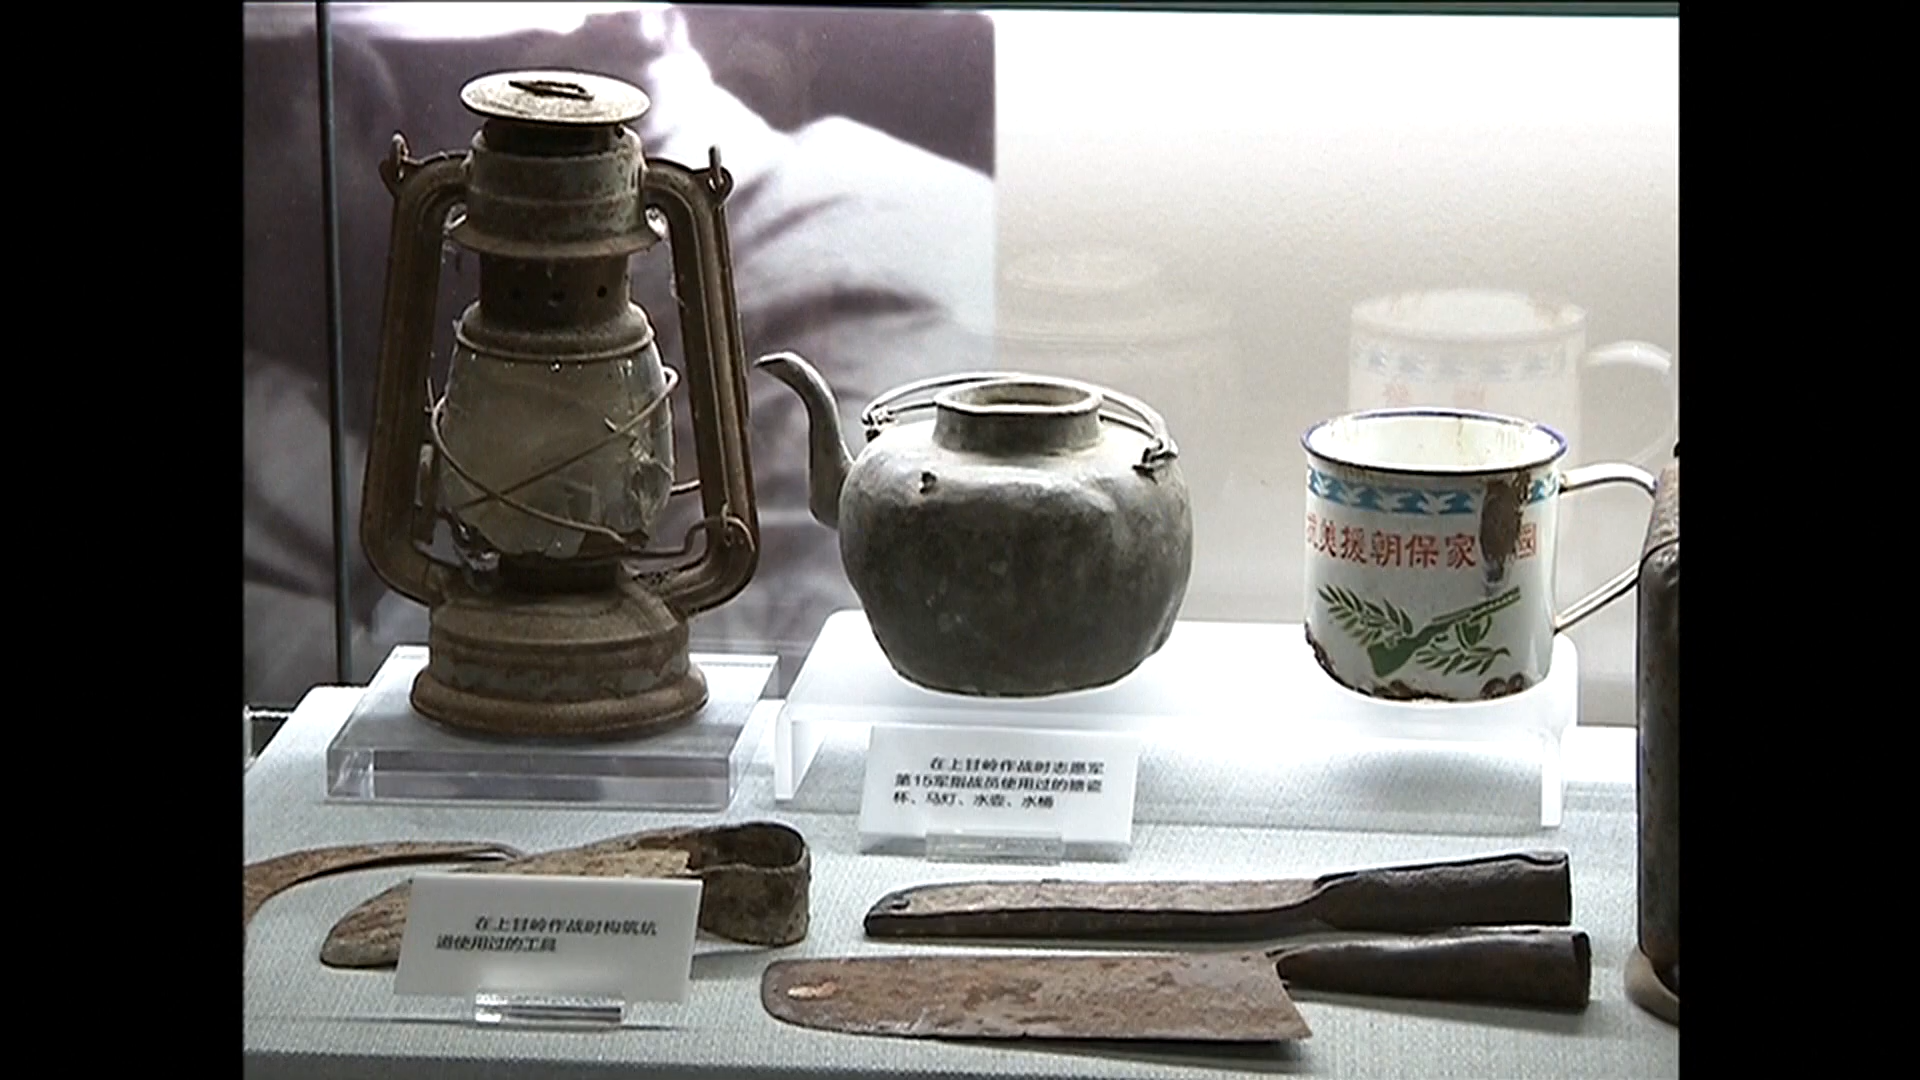 抗美援朝保家国
在上甘岭作战时志愿军
第15军指战员使用过的搪瓷
杯、马灯、水壶、水桶
在上甘岭作战时构筑坑
道使用过的工具